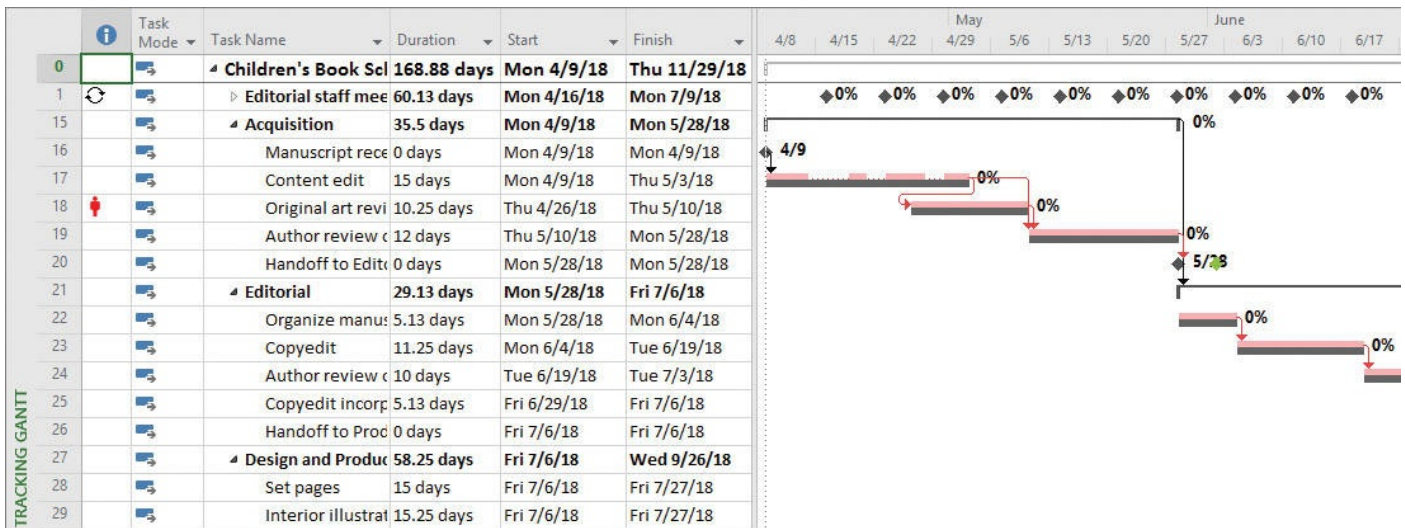 Task Mode Task Name Duration Start Finish May June
4/8 4/15 4/22 4/29 5/6 5/13 5/20 5/27 6/3 6/10 6/17
0 Children's Book Scl 168.88 days Mon 4/9/18 Thu 11/29/18
1 Editorial staff mee 60.13 days Mon 4/16/18 Mon 7/9/18 0% 0% 0% 0% 0% 0% 0% 0% 0% 0%
15 Acquisition 35.5 days Mon 4/9/18 Mon 5/28/18 0%
16 Manuscript rece 0 days Mon 4/9/18 Mon 4/9/18 4/9
17 Content edit 15 days Mon 4/9/18 Thu 5/3/18 0%
18 Original art revi 10.25 days Thu 4/26/18 Thu 5/10/18 0%
19 Author review c 12 days Thu 5/10/18 Mon 5/28/18 0%
20 Handoff to Edito 0 days Mon 5/28/18 Mon 5/28/18 5/28
21 Editorial 29.13 days Mon 5/28/18 Fri 7/6/18
22 Organize manus 5.13 days Mon 5/28/18 Mon 6/4/18 0%
23 Copyedit 11.25 days Mon 6/4/18 Tue 6/19/18 0%
24 Author review c 10 days Tue 6/19/18 Tue 7/3/18
25 Copyedit incorp 5.13 days Fri 6/29/18 Fri 7/6/18
26 Handoff to Prod 0 days Fri 7/6/18 Fri 7/6/18
27 Design and Produc 58.25 days Fri 7/6/18 Wed 9/26/18
28 Set pages 15 days Fri 7/6/18 Fri 7/27/18
29 Interior illustrat 15.25 days Fri 7/6/18 Fri 7/27/18
TRACKING GANTT